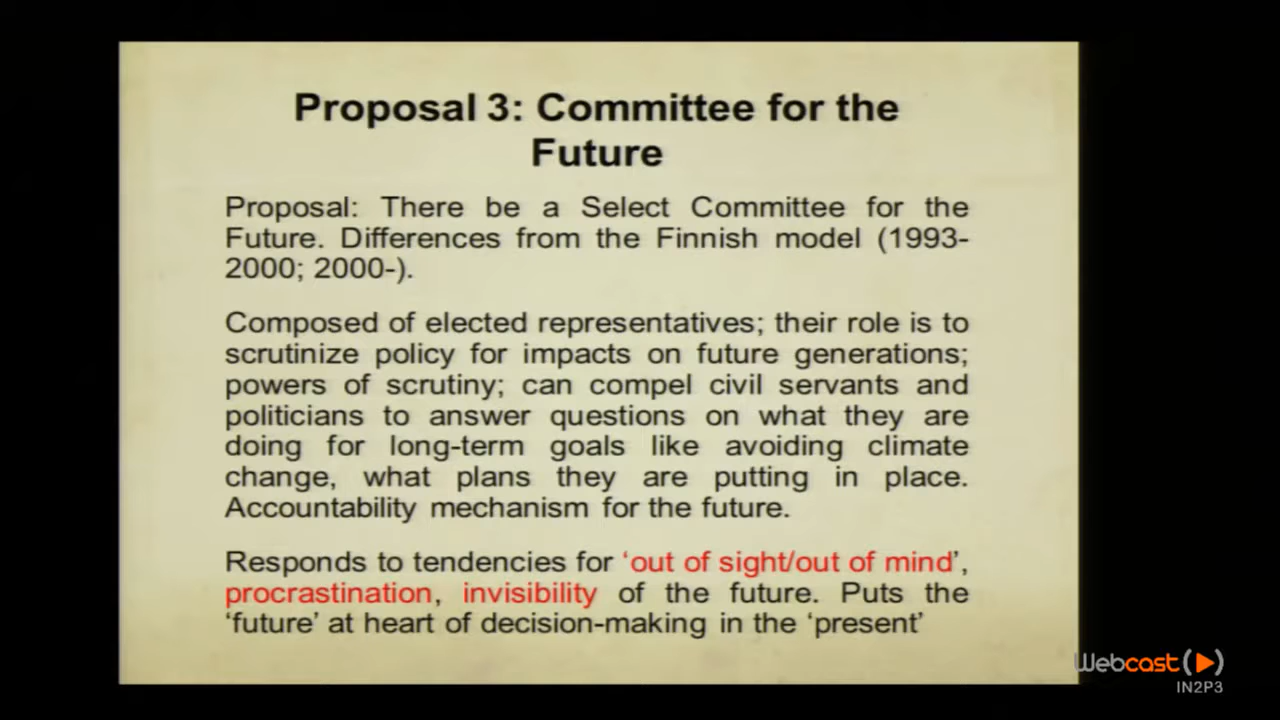 Proposal 3: Committee for the
Future
Proposal: There be a Select Committee for the
Future. Differences from the Finnish model (1993-
2000; 2000-).
Composed of elected representatives; their role is to
scrutinize policy for impacts on future generations;
powers of scrutiny; can compel civil servants and
politicians to answer questions on what they are
doing for long-term goals like avoiding climate
change, what plans they are putting in place.
Accountability mechanism for the future.
Responds to tendencies for ‘out of sight/out of mind’,
procrastination, invisibility of the future. Puts the
‘future’ at heart of decision-making in the ‘present’
Webcast
IN2P3